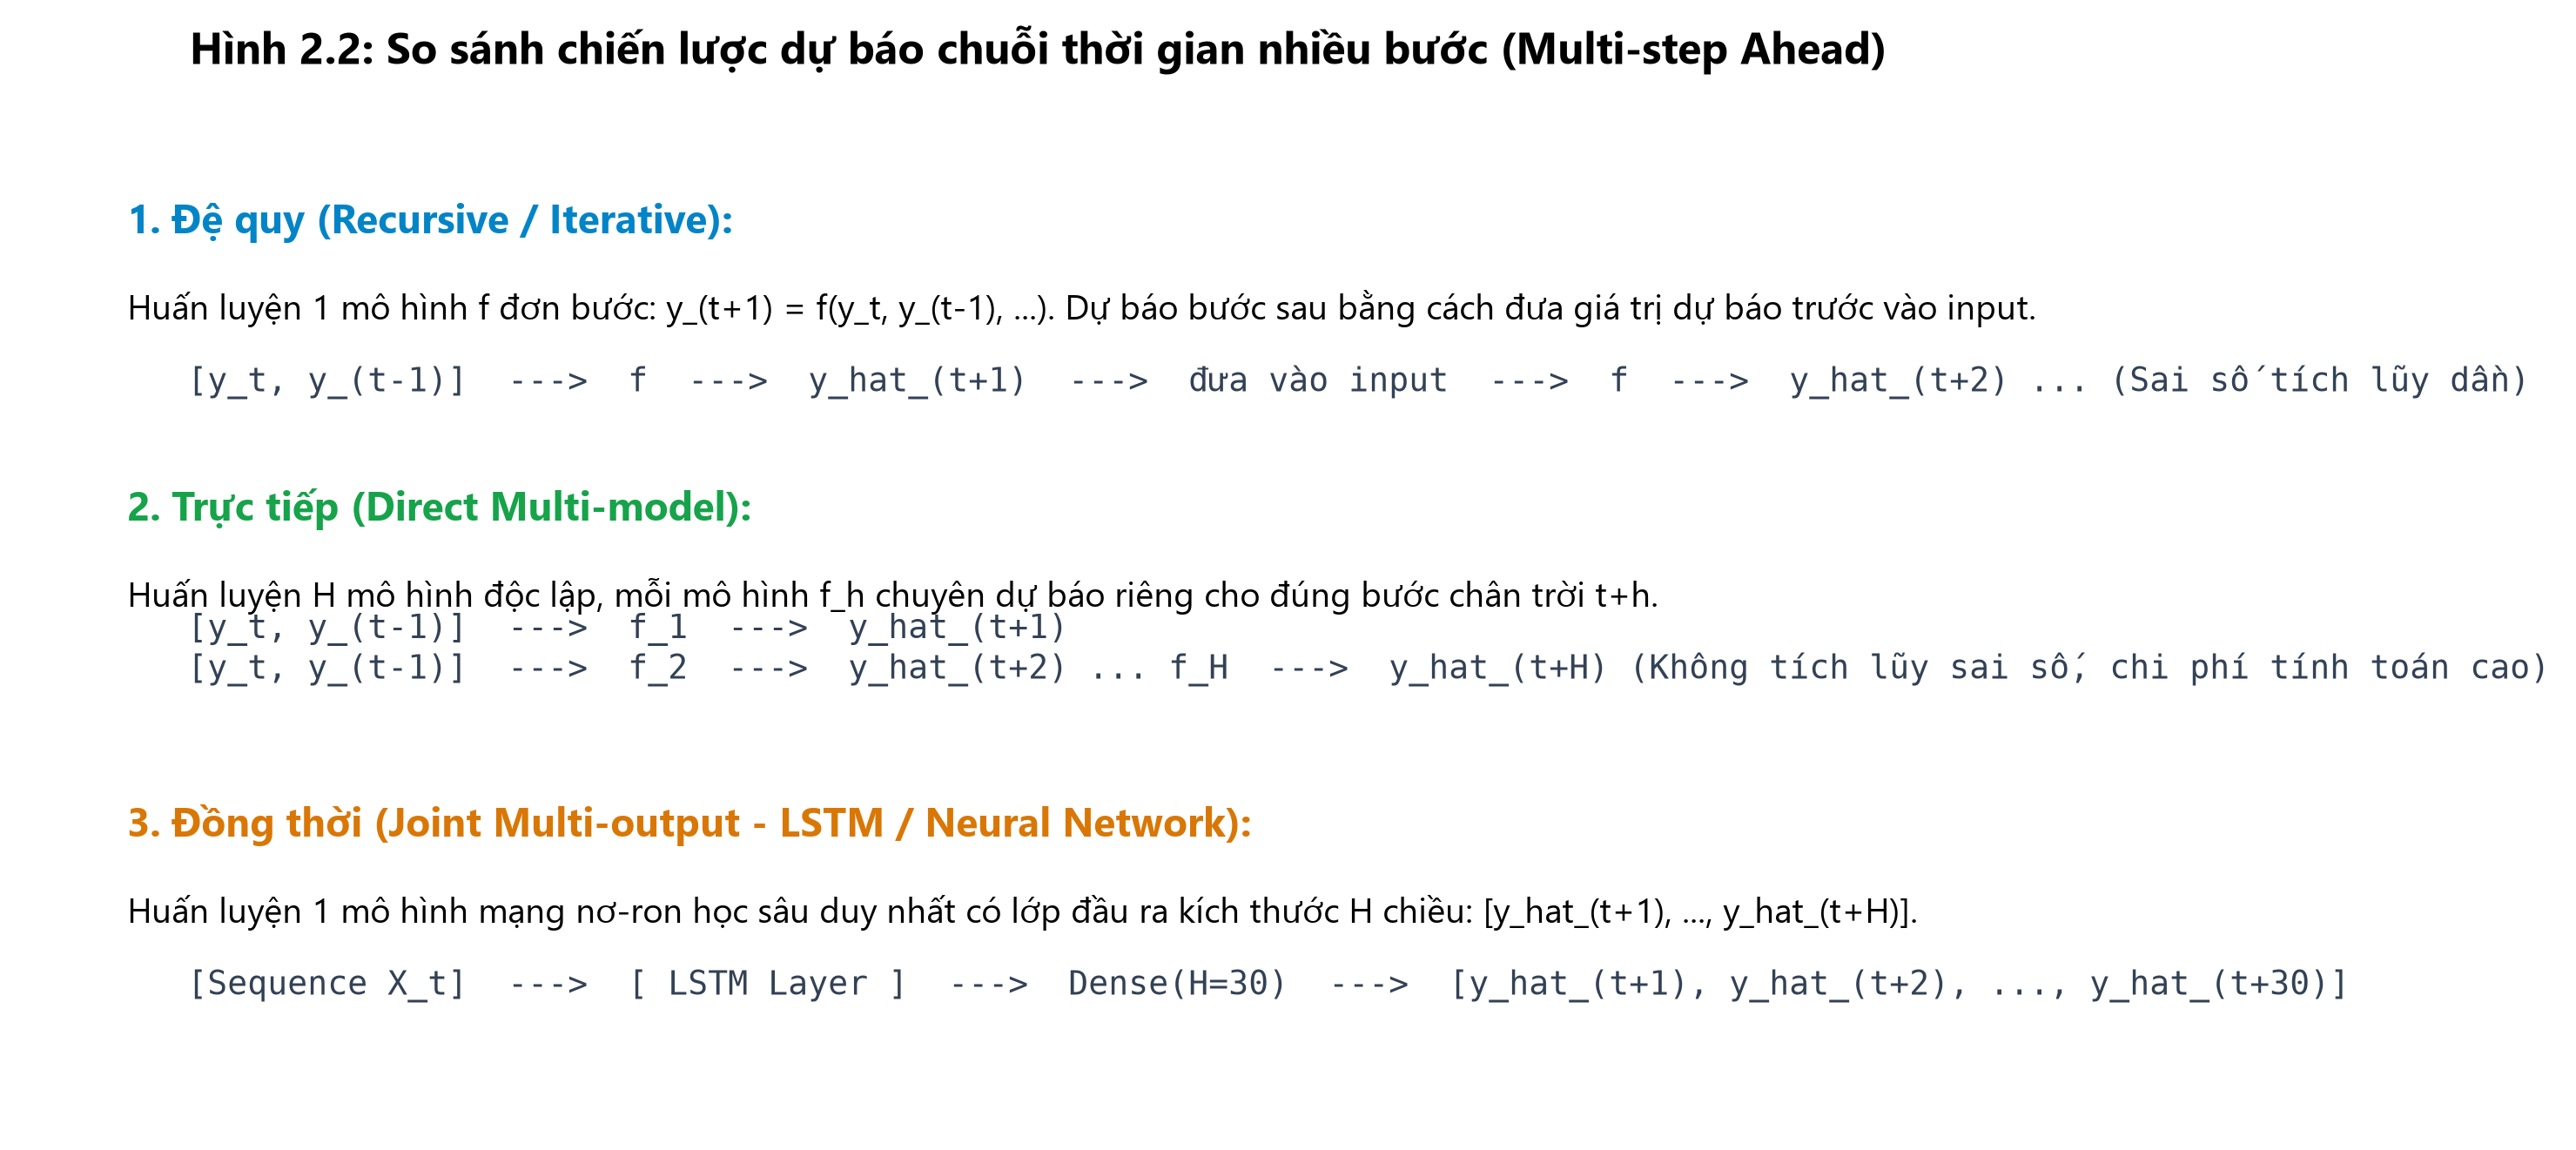 Hình 2.2: So sánh chiến lược dự báo chuỗi thời gian nhiều bước (Multi-step Ahead)
1. Đệ quy (Recursive / Iterative):
Huấn luyện 1 mô hình f đơn bước: y_(t+1) = f(y_t, y_(t-1), ...). Dự báo bước sau bằng cách đưa giá trị dự báo trước vào input.
[y_t, y_(t-1)]  --->  f  --->  y_hat_(t+1)  --->  đưa vào input  --->  f  --->  y_hat_(t+2) ... (Sai số tích lũy dần)
2. Trực tiếp (Direct Multi-model):
Huấn luyện H mô hình độc lập, mỗi mô hình f_h chuyên dự báo riêng cho đúng bước chân trời t+h.
[y_t, y_(t-1)]  --->  f_1  --->  y_hat_(t+1)
[y_t, y_(t-1)]  --->  f_2  --->  y_hat_(t+2) ... f_H  --->  y_hat_(t+H) (Không tích lũy sai số, chi phí tính toán cao)
3. Đồng thời (Joint Multi-output - LSTM / Neural Network):
Huấn luyện 1 mô hình mạng nơ-ron học sâu duy nhất có lớp đầu ra kích thước H chiều: [y_hat_(t+1), ..., y_hat_(t+H)].
[Sequence X_t]  --->  [ LSTM Layer ]  --->  Dense(H=30)  --->  [y_hat_(t+1), y_hat_(t+2), ..., y_hat_(t+30)]